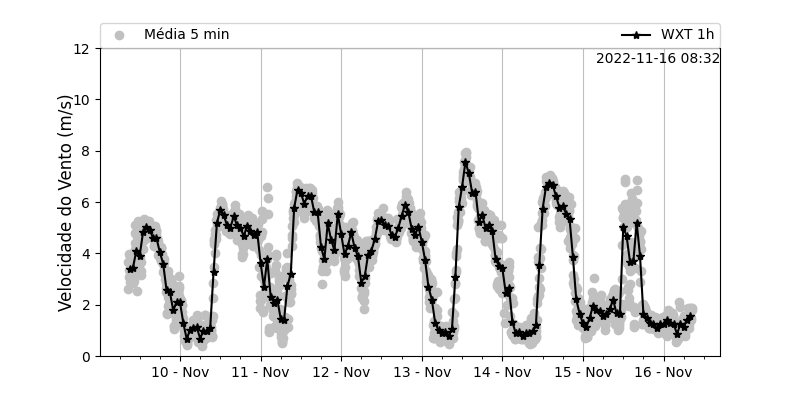 Média 5 min
WXT 1h
2022-11-16 08:32
Velocidade do Vento (m/s)
12
10
8
6
4
2
0
10 - Nov
11 - Nov
12 - Nov
13 - Nov
14 - Nov
15 - Nov
16 - Nov